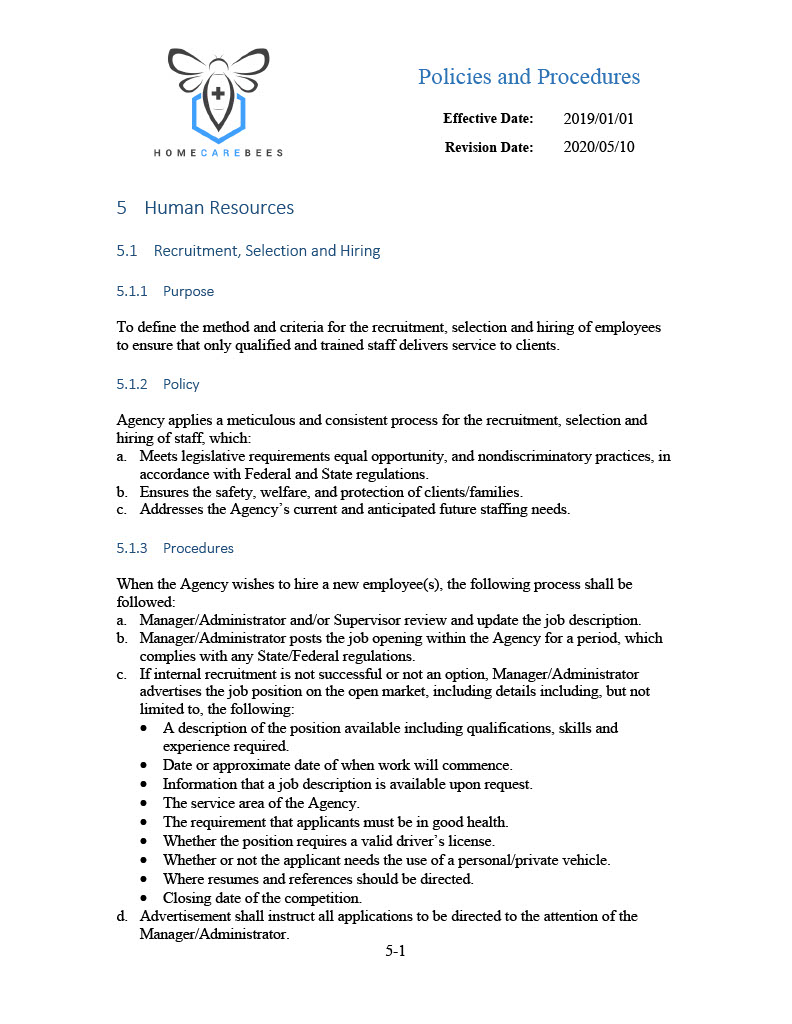 HOMECAREBEES
Policies and Procedures
Effective Date: 2019/01/01
Revision Date: 2020/05/10
5 Human Resources
5.1 Recruitment, Selection and Hiring
5.1.1 Purpose
To define the method and criteria for the recruitment, selection and hiring of employees
to ensure that only qualified and trained staff delivers service to clients.
5.1.2 Policy
Agency applies a meticulous and consistent process for the recruitment, selection and
hiring of staff, which:
a. Meets legislative requirements equal opportunity, and nondiscriminatory practices, in
accordance with Federal and State regulations.
b. Ensures the safety, welfare, and protection of clients/families.
c. Addresses the Agency's current and anticipated future staffing needs.
5.1.3 Procedures
When the Agency wishes to hire a new employee(s), the following process shall be
followed:
a. Manager/Administrator and/or Supervisor review and update the job description.
b. Manager/Administrator posts the job opening within the Agency for a period, which
complies with any State/Federal regulations.
c. If internal recruitment is not successful or not an option, Manager/Administrator
advertises the job position on the open market, including details including, but not
limited to, the following:
• A description of the position available including qualifications, skills and
experience required.
• Date or approximate date of when work will commence.
• Information that a job description is available upon request.
• The service area of the Agency.
• The requirement that applicants must be in good health.
• Whether the position requires a valid driver's license.
• Whether or not the applicant needs the use of a personal/private vehicle.
• Where resumes and references should be directed.
• Closing date of the competition.
d. Advertisement shall instruct all applications to be directed to the attention of the
Manager/Administrator.
5-1